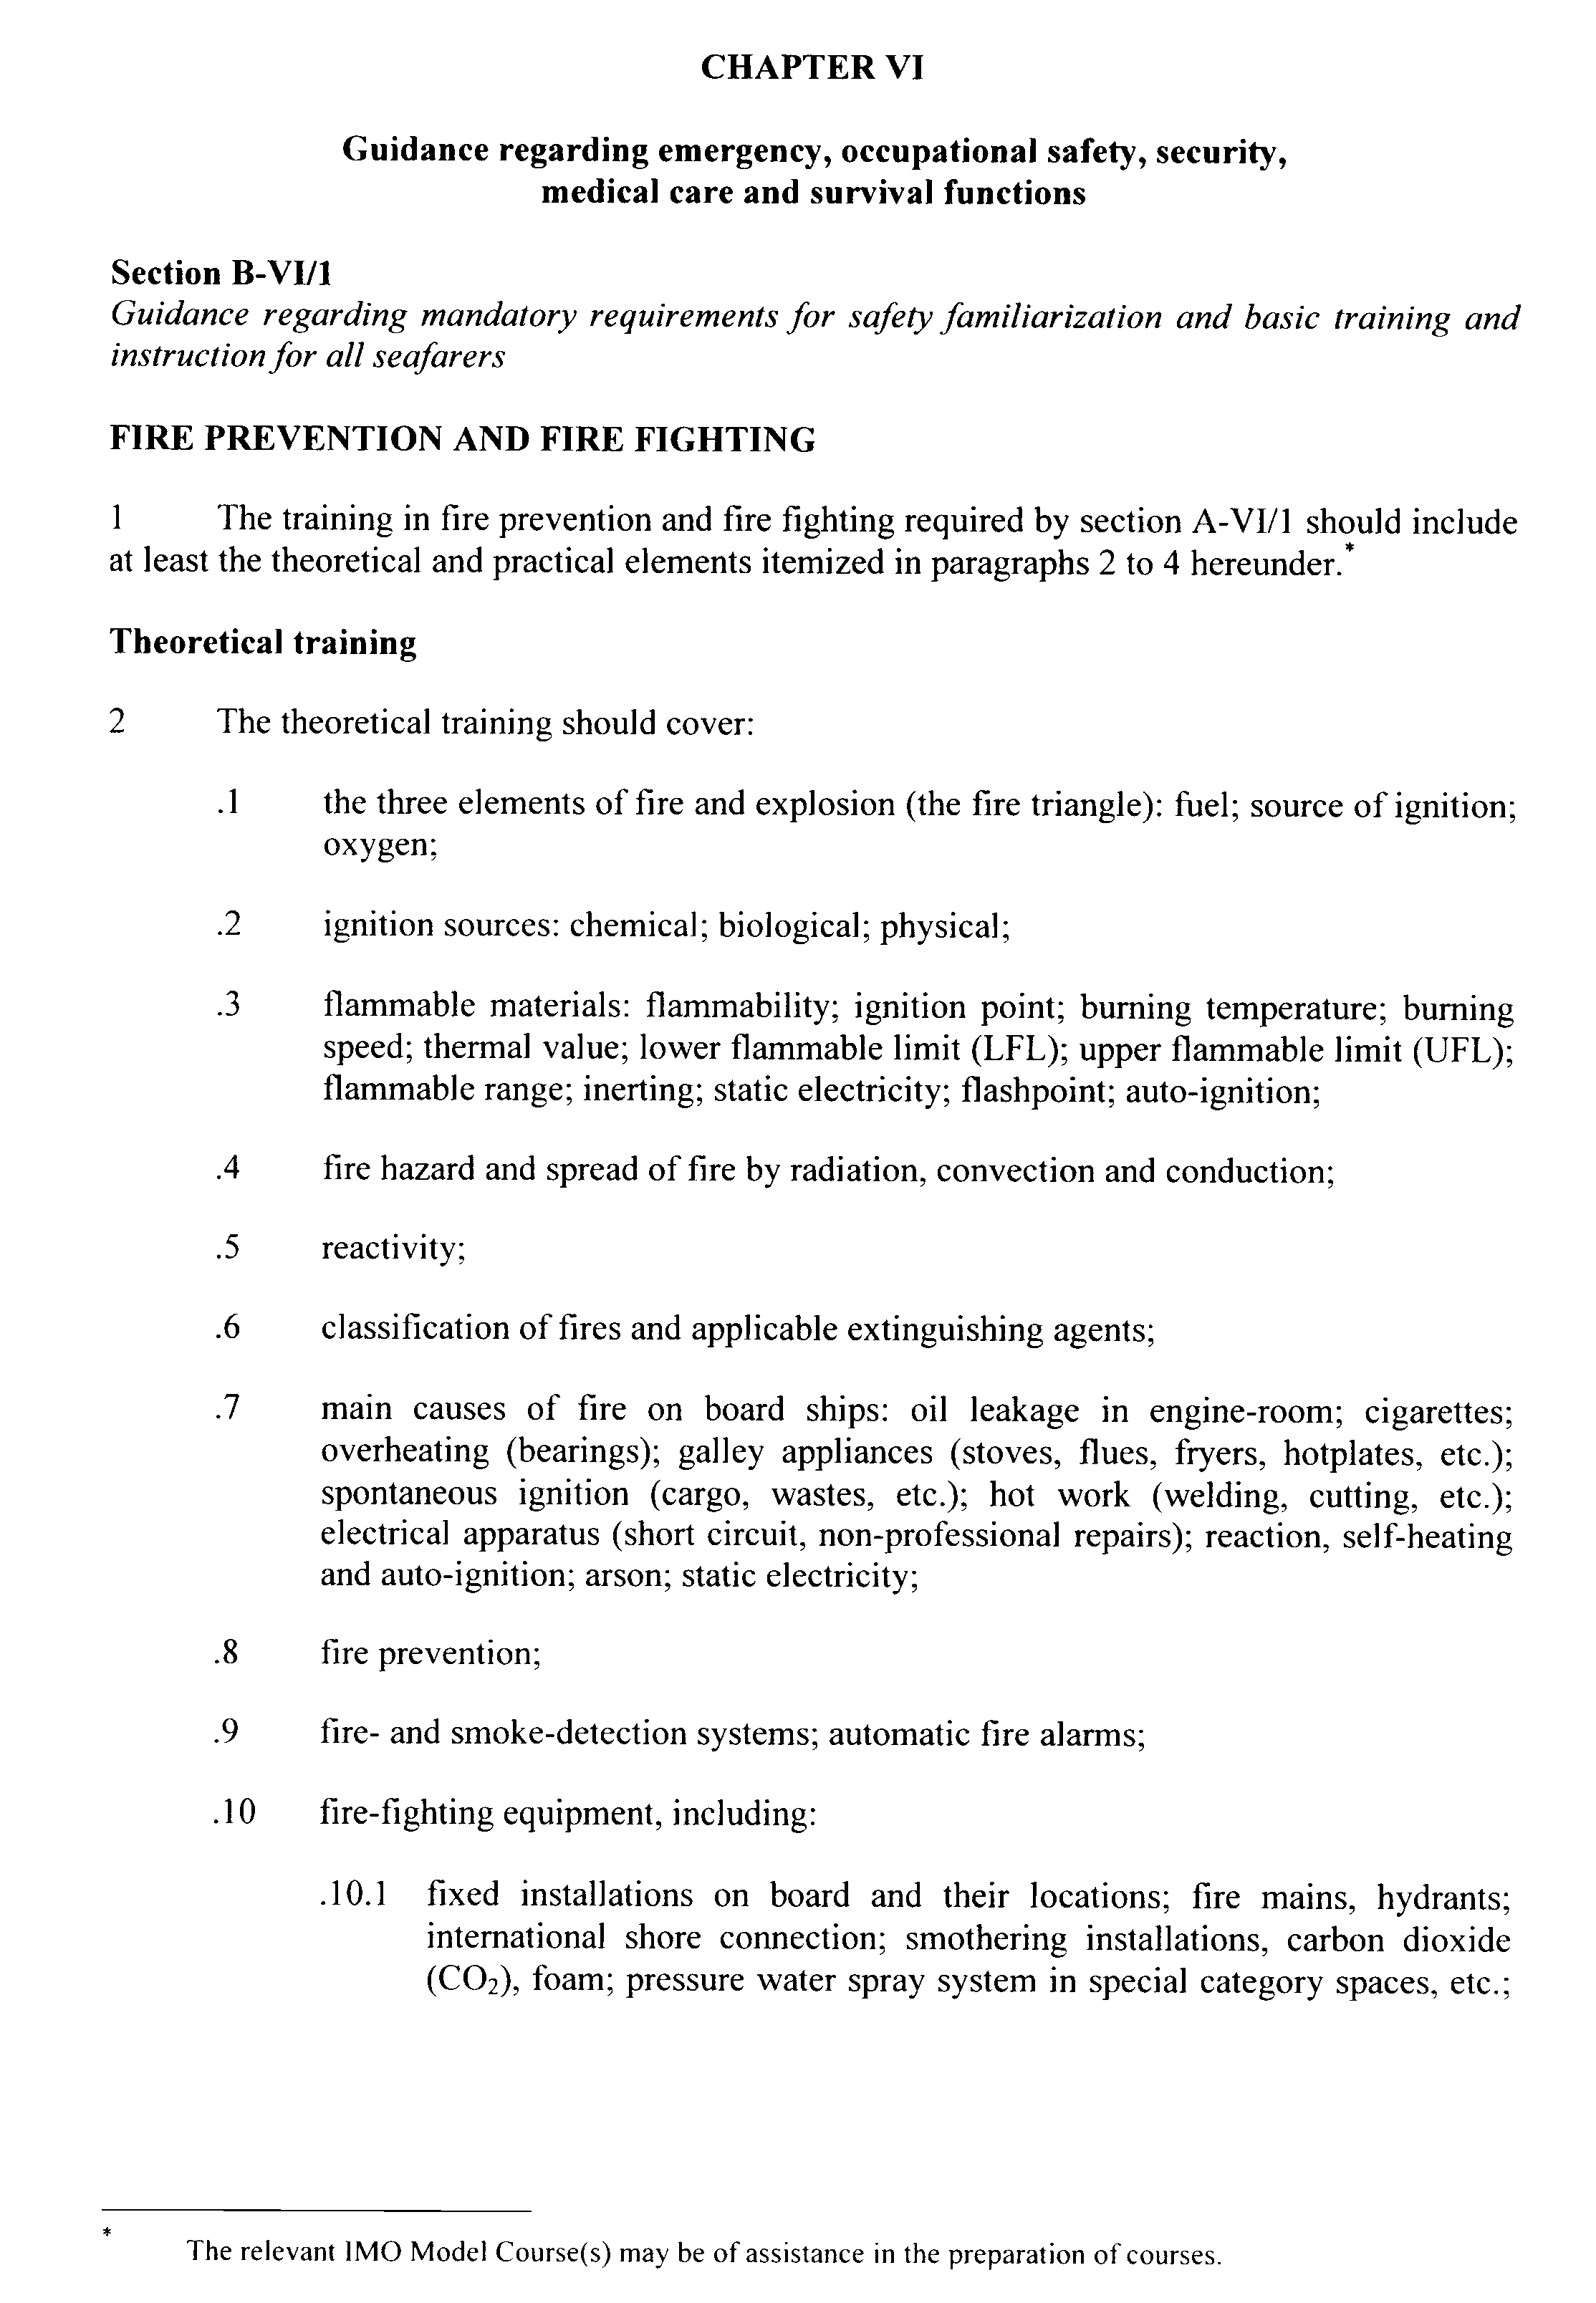 CHAPTER VI
Guidance regarding emergency, occupational safety, security,
medical care and survival functions
Section B-VI/1
Guidance regarding mandatory requirements for safety familiarization and basic training and
instruction for all seafarers
FIRE PREVENTION AND FIRE FIGHTING
1 The training in fire prevention and fire fighting required by section A-VI/1 should include
at least the theoretical and practical elements itemized in paragraphs 2 to 4 hereunder.*
Theoretical training
2 The theoretical training should cover:
.1 the three elements of fire and explosion (the fire triangle): fuel; source of ignition;
oxygen;
.2 ignition sources: chemical; biological; physical;
.3 flammable materials: flammability; ignition point; burning temperature; burning
speed; thermal value; lower flammable limit (LFL); upper flammable limit (UFL);
flammable range; inerting; static electricity; flashpoint; auto-ignition;
.4 fire hazard and spread of fire by radiation, convection and conduction;
.5 reactivity;
.6 classification of fires and applicable extinguishing agents;
.7 main causes of fire on board ships: oil leakage in engine-room; cigarettes;
overheating (bearings); galley appliances (stoves, flues, fryers, hotplates, etc.);
spontaneous ignition (cargo, wastes, etc.); hot work (welding, cutting, etc.);
electrical apparatus (short circuit, non-professional repairs); reaction, self-heating
and auto-ignition; arson; static electricity;
.8 fire prevention;
.9 fire- and smoke-detection systems; automatic fire alarms;
.10 fire-fighting equipment, including:
.10.1 fixed installations on board and their locations; fire mains, hydrants;
international shore connection; smothering installations, carbon dioxide
(CO2), foam; pressure water spray system in special category spaces, etc.;
* The relevant IMO Model Course(s) may be of assistance in the preparation of courses.